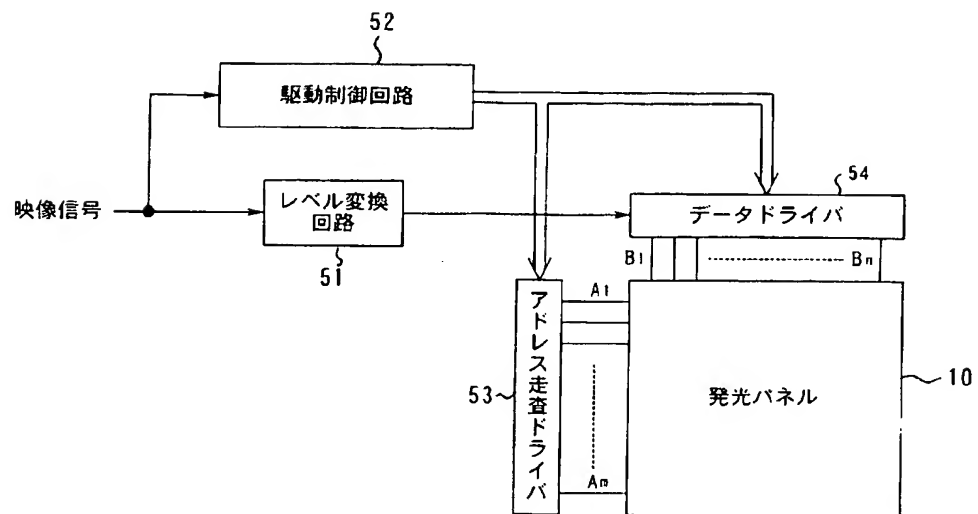 52
駆動制御回路
映像信号
レベル変換
回路
51
54
データドライバ
B1
Bn
アドレス走査ドライバ
53
A1
Am
発光パネル
10